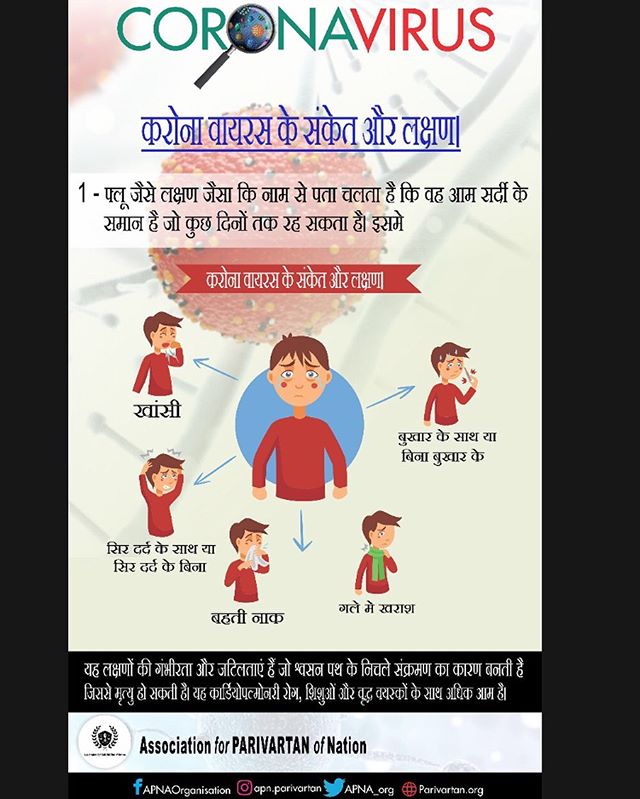 CORONAVIRUS
करोना वायरस के संकेत और लक्षण।
1 - फ्लू जैसे लक्षण जैसा कि नाम से पता चलता है कि वह आम सर्दी के
समान है जो कुछ दिनों तक रह सकता है। इसमे
करोना वायरस के संकेत और लक्षण।
खांसी
बुखार के साथ या
बिना बुखार के
सिर दर्द के साथ या
सिर दर्द के बिना
बहती नाक
गले मे खराश
यह लक्षणों की गंभीरता और जटिलताएं हैं जो श्वसन पथ के निचले संक्रमण का कारण बनती है
जिससे मृत्यु हो सकती है। यह कार्डियोपल्मोनरी रोग, शिशुओं और वृद्ध वयस्कों के साथ अधिक आम है।
Association for PARIVARTAN of Nation
APNAOrganisation apn.parivartan APNA_org Parivartan.org